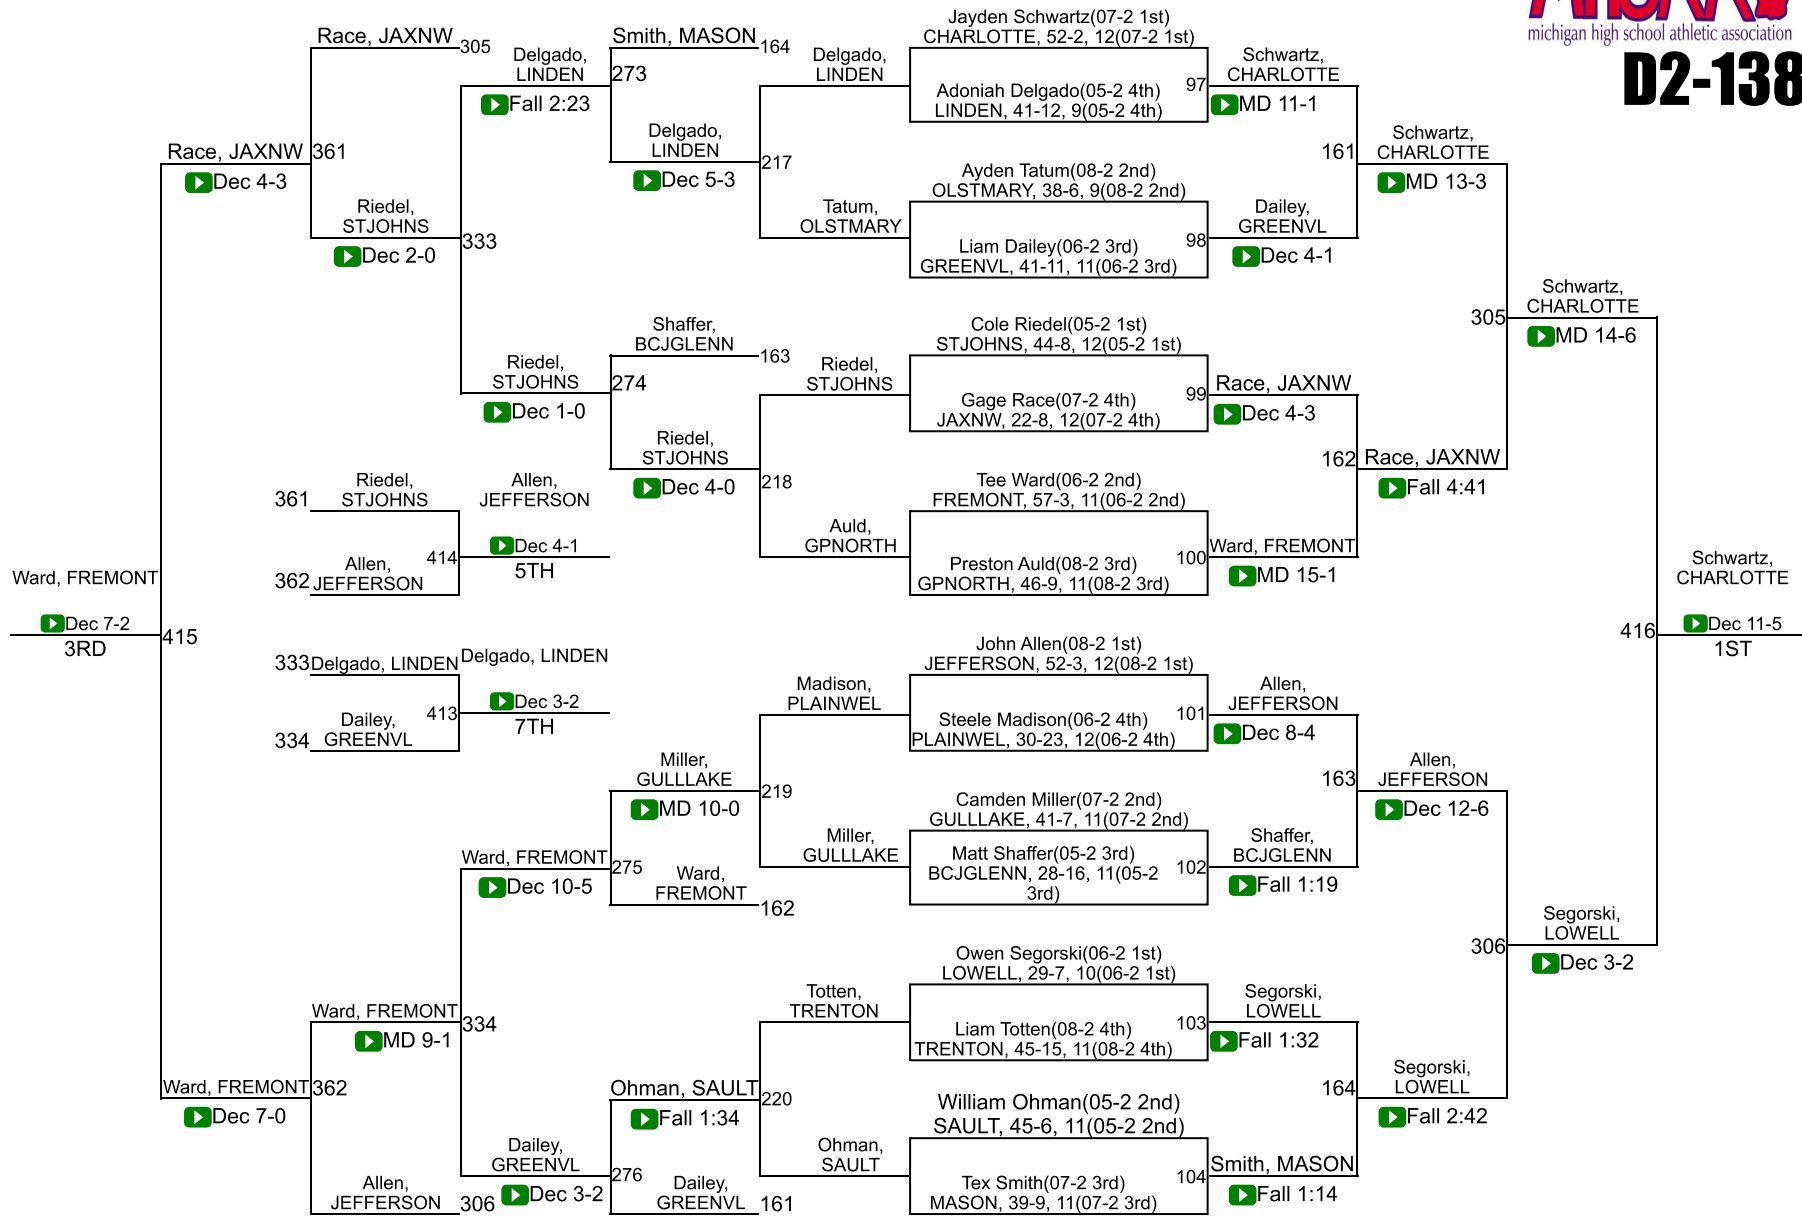 MHSAA
michigan high school athletic association
D2-138
Race, JAXNW
305
Delgado,
LINDEN
Fall 2:23
Smith, MASON
164
273
Delgado,
LINDEN
Delgado,
LINDEN
Dec 5-3
217
Race, JAXNW
361
Dec 4-3
Riedel,
STJOHNS
Dec 2-0
333
Tatum,
OLSTMARY
Shaffer,
BCJGLENN
163
Riedel,
STJOHNS
Dec 1-0
274
Riedel,
STJOHNS
Riedel,
STJOHNS
Dec 4-0
218
Auld,
GPNORTH
361
Riedel,
STJOHNS
Allen,
JEFFERSON
414
Dec 4-1
5TH
362
Allen,
JEFFERSON
Ward, FREMONT
Dec 7-2
3RD
415
333
Delgado, LINDEN
Delgado, LINDEN
413
Dec 3-2
7TH
334
Dailey,
GREENVL
Madison,
PLAINWEL
Miller,
GULLLAKE
MD 10-0
219
Miller,
GULLLAKE
Ward, FREMONT
Dec 10-5
275
Ward,
FREMONT
162
Ward, FREMONT
MD 9-1
334
Totten,
TRENTON
Ward, FREMONT
362
Dec 7-0
Ohman, SAULT
Fall 1:34
220
Ohman,
SAULT
Dailey,
GREENVL
Dec 3-2
276
Dailey,
GREENVL
161
Allen,
JEFFERSON
306
Jayden Schwartz(07-2 1st)
CHARLOTTE, 52-2, 12(07-2 1st)
Adoniah Delgado(05-2 4th)
LINDEN, 41-12, 9(05-2 4th)
97
Schwartz,
CHARLOTTE
MD 11-1
Ayden Tatum(08-2 2nd)
OLSTMARY, 38-6, 9(08-2 2nd)
Liam Dailey(06-2 3rd)
GREENVL, 41-11, 11(06-2 3rd)
98
Dailey,
GREENVL
Dec 4-1
161
Schwartz,
CHARLOTTE
MD 13-3
Cole Riedel(05-2 1st)
STJOHNS, 44-8, 12(05-2 1st)
Gage Race(07-2 4th)
JAXNW, 22-8, 12(07-2 4th)
99
Race, JAXNW
Dec 4-3
Tee Ward(06-2 2nd)
FREMONT, 57-3, 11(06-2 2nd)
Preston Auld(08-2 3rd)
GPNORTH, 46-9, 11(08-2 3rd)
100
Ward, FREMONT
MD 15-1
162
Race, JAXNW
Fall 4:41
305
Schwartz,
CHARLOTTE
MD 14-6
John Allen(08-2 1st)
JEFFERSON, 52-3, 12(08-2 1st)
Steele Madison(06-2 4th)
PLAINWEL, 30-23, 12(06-2 4th)
101
Allen,
JEFFERSON
Dec 8-4
Camden Miller(07-2 2nd)
GULLLAKE, 41-7, 11(07-2 2nd)
Matt Shaffer(05-2 3rd)
BCJGLENN, 28-16, 11(05-2
3rd)
102
Shaffer,
BCJGLENN
Fall 1:19
163
Allen,
JEFFERSON
Dec 12-6
Owen Segorski(06-2 1st)
LOWELL, 29-7, 10(06-2 1st)
Liam Totten(08-2 4th)
TRENTON, 45-15, 11(08-2 4th)
103
Segorski,
LOWELL
Fall 1:32
William Ohman(05-2 2nd)
SAULT, 45-6, 11(05-2 2nd)
Tex Smith(07-2 3rd)
MASON, 39-9, 11(07-2 3rd)
104
Smith, MASON
Fall 1:14
164
Segorski,
LOWELL
Fall 2:42
306
Segorski,
LOWELL
Dec 3-2
416
Schwartz,
CHARLOTTE
Dec 11-5
1ST